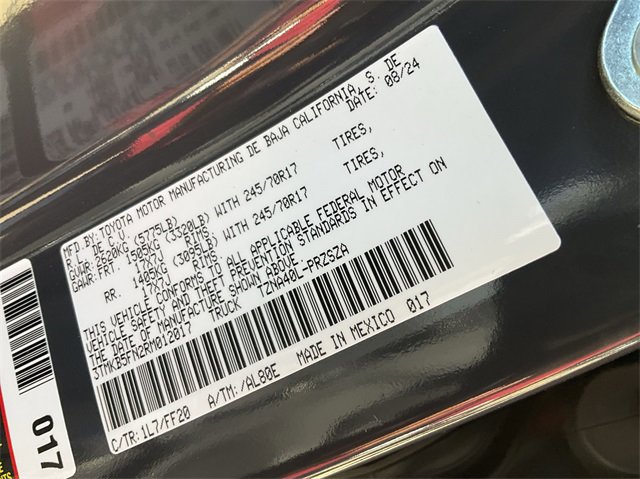 MFD.BY:TOYOTA MOTOR MANUFACTURING DE BAJA CALIFORNIA, S. DE
R.L. DE C.V. DATE: 08/24
GVWR: 2620KG (5775LB)
GAWR: FRT. 1506KG (3320LB) WITH 245/70R17 TIRES,
17X7J RIMS
RR. 1405KG (3095LB) WITH 245/70R17 TIRES,
17X7J RIMS
THIS VEHICLE CONFORMS TO ALL APPLICABLE FEDERAL MOTOR
VEHICLE SAFETY AND THEFT PREVENTION STANDARDS IN EFFECT ON
THE DATE OF MANUFACTURE SHOWN ABOVE.
3TMKB5FN2RM012017 TRUCK TZNA40L-PRZSZA
C/TR:1L7/FF20 A/TM:/AL80E MADE IN MEXICO 017
017